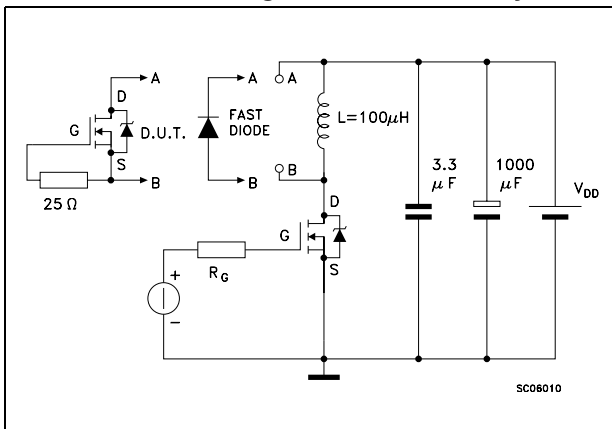 A
A
A
D
G
D.U.T.
FAST
DIODE
L=100µH
S
B
B
B
25 Ω
3.3
µF
1000
µF
V_DD
D
G
R_G
S
+
-
SC06010